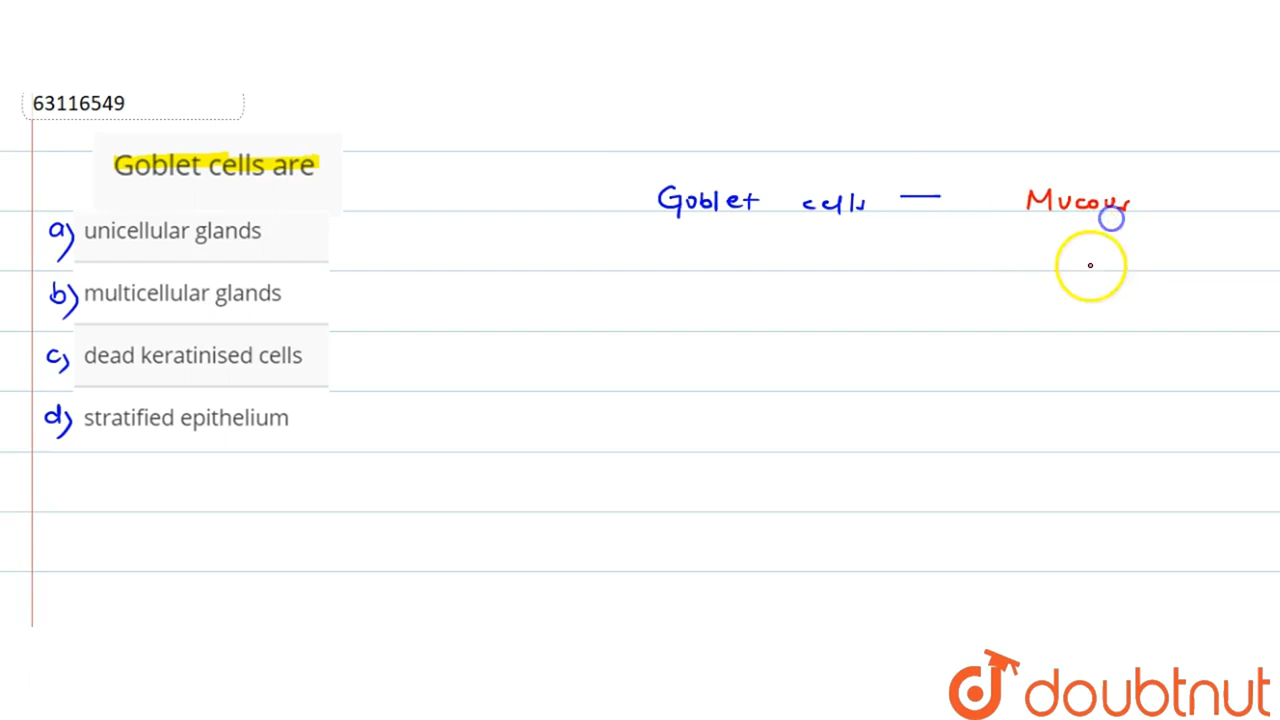 63116549
Goblet cells are
a) unicellular glands
b) multicellular glands
c) dead keratinised cells
d) stratified epithelium
Goblet cells — Mucous
doubtnut